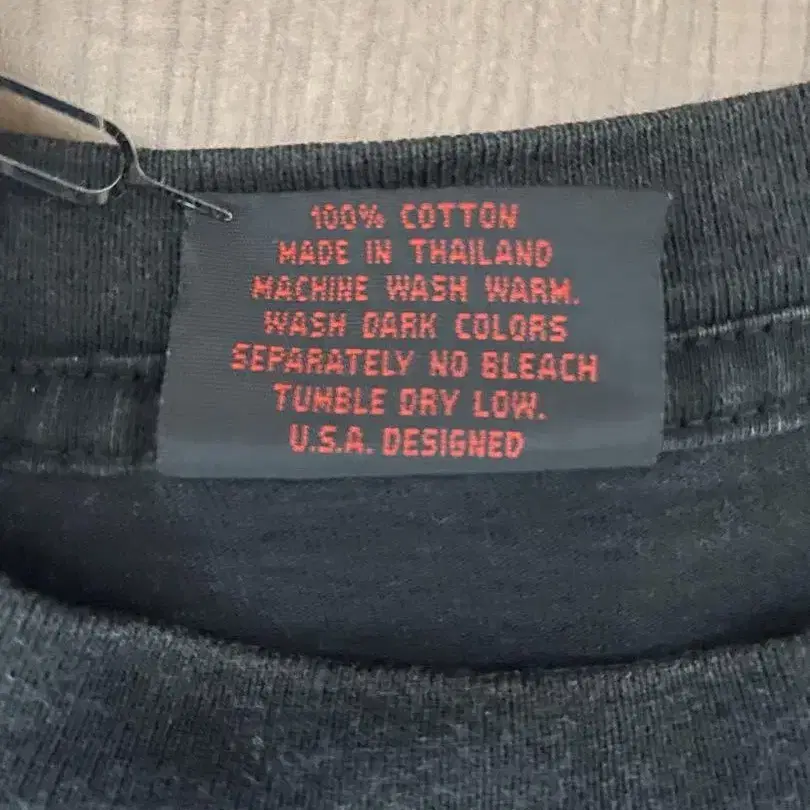 100% COTTON
MADE IN THAILAND
MACHINE WASH WARM.
WASH DARK COLORS
SEPARATELY NO BLEACH
TUMBLE DRY LOW.
U.S.A. DESIGNED